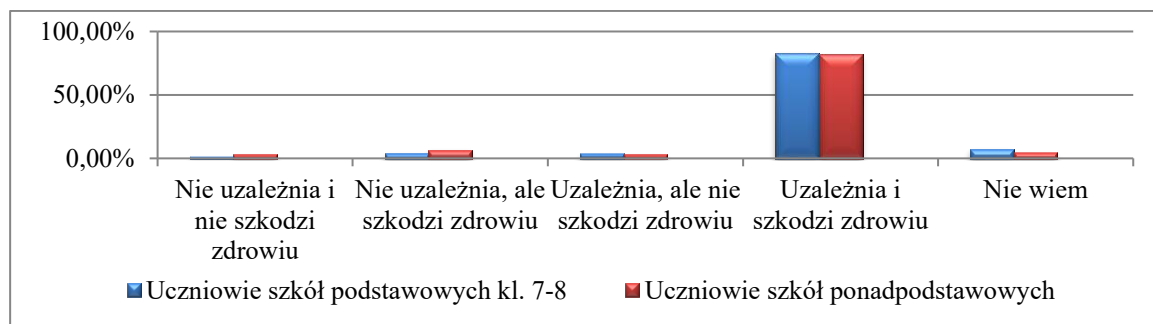 100,00%
50,00%
0,00%
Nie uzależnia i Nie uzależnia, ale Uzależnia, ale nie Uzależnia i Nie wiem
nie szkodzi szkodzi zdrowiu szkodzi zdrowiu szkodzi zdrowiu
zdrowiu
Uczniowie szkół podstawowych kl. 7-8 Uczniowie szkół ponadpodstawowych